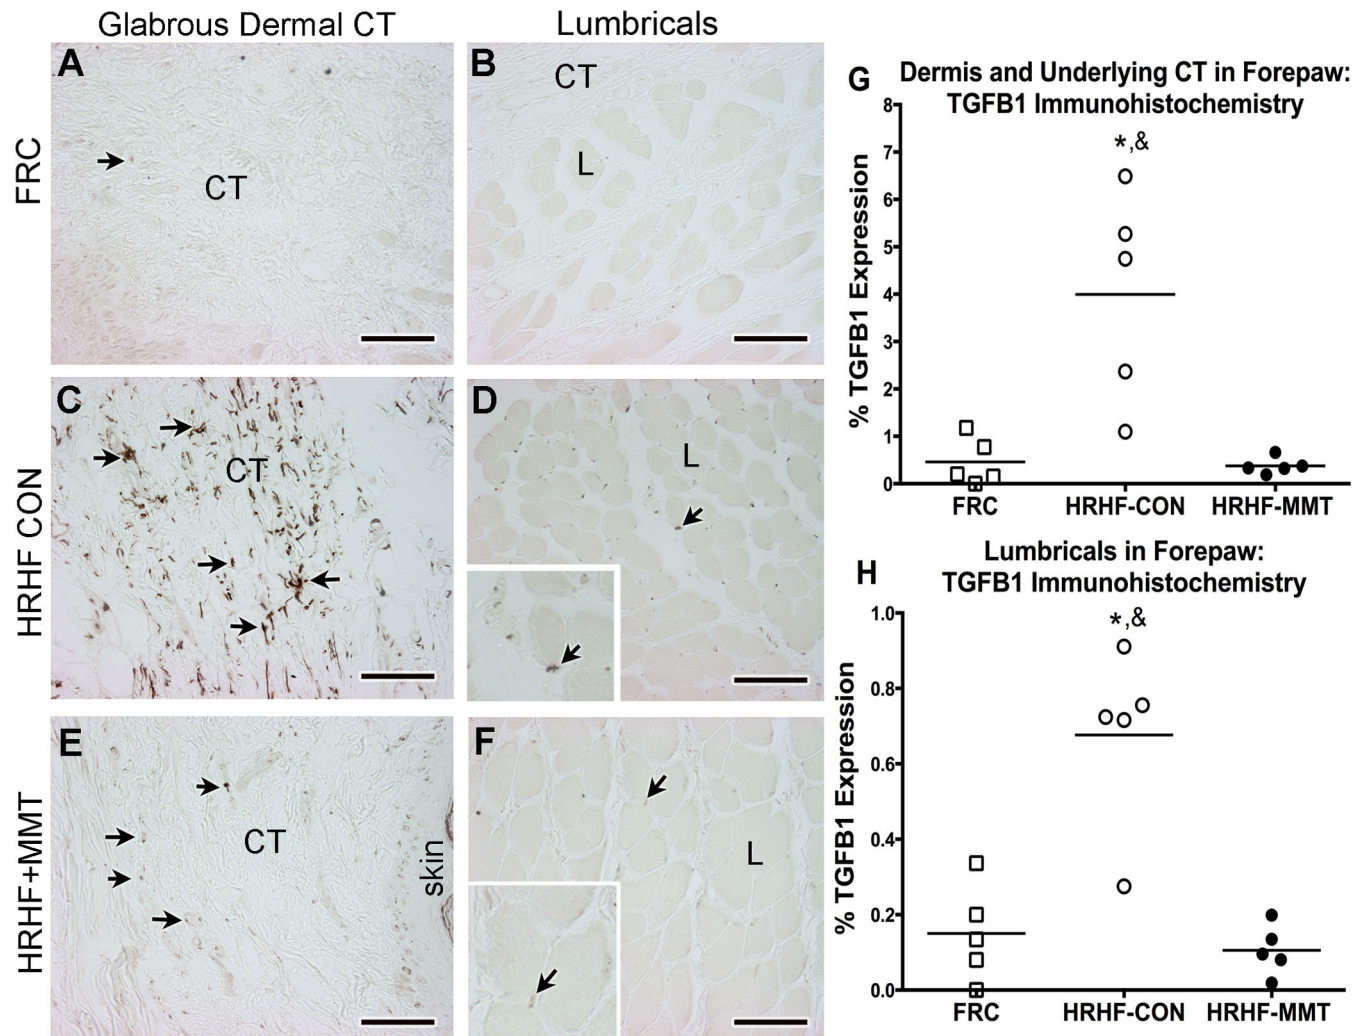 Glabrous Dermal CT
Lumbricals
FRC
A
CT
B
CT
L
HRHF CON
C
CT
D
L
HRHF+MMT
E
CT
skin
F
L
G
Dermis and Underlying CT in Forepaw:
TGFB1 Immunohistochemistry
% TGFB1 Expression
8
7
6
5
4
3
2
1
0
*,&
FRC
HRHF-CON
HRHF-MMT
H
Lumbricals in Forepaw:
TGFB1 Immunohistochemistry
% TGFB1 Expression
1.0
0.8
0.6
0.4
0.2
0.0
*,&
FRC
HRHF-CON
HRHF-MMT